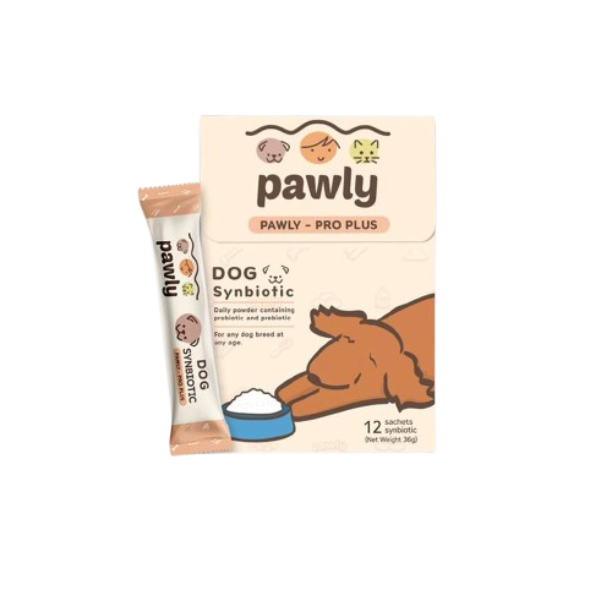 pawly
PAWLY - PRO PLUS
DOG
Synbiotic
Daily powder containing
probiotic and prebiotic
For any dog breed at
any age.
12 sachets
synbiotic
(Net Weight 36g)
pawly
DOG
SYNBIOTIC
PAWLY - PRO PLUS